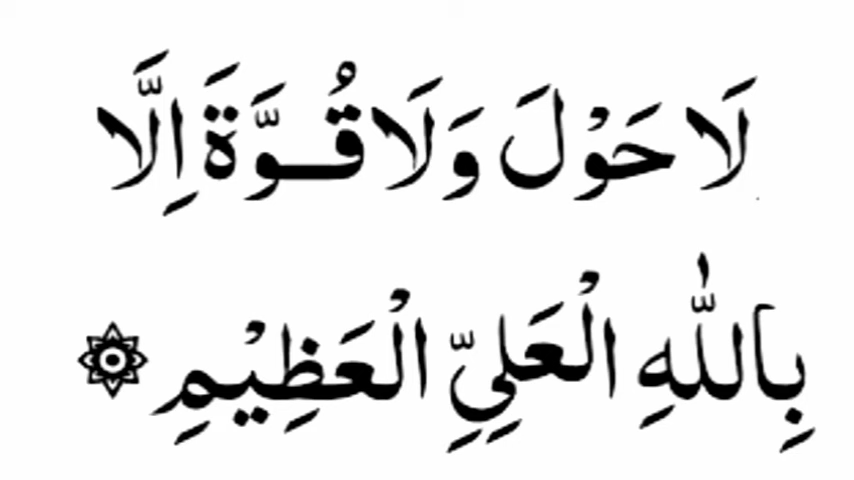 لَا حَوْلَ وَلَا قُوَّةَ اِلَّا
بِاللّٰهِ الْعَلِيِّ الْعَظِيْمِ